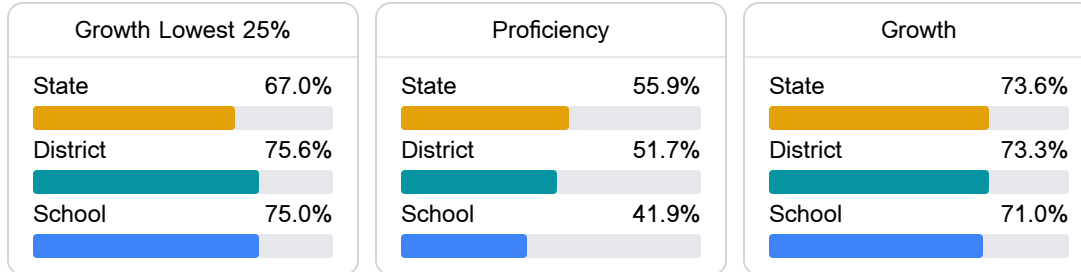 Growth Lowest 25%
State 67.0%
District 75.6%
School 75.0%
Proficiency
State 55.9%
District 51.7%
School 41.9%
Growth
State 73.6%
District 73.3%
School 71.0%